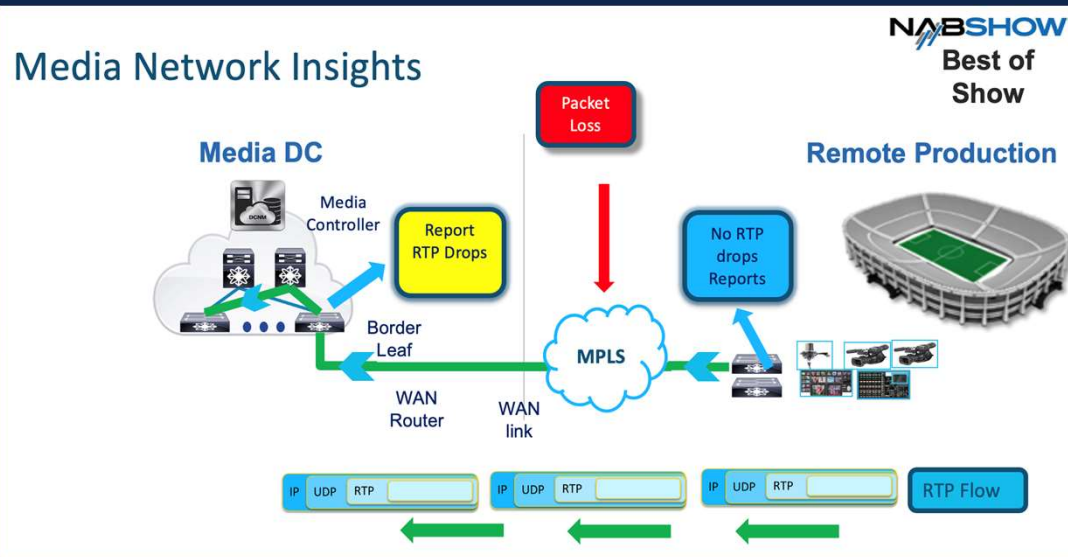 NABSHOW
Best of
Show
Media Network Insights
Packet
Loss
Media DC
Remote Production
DCNM
Media
Controller
Report
RTP Drops
No RTP
drops
Reports
Border
Leaf
MPLS
WAN
Router
WAN
link
IP UDP RTP
IP UDP RTP
IP UDP RTP
RTP Flow